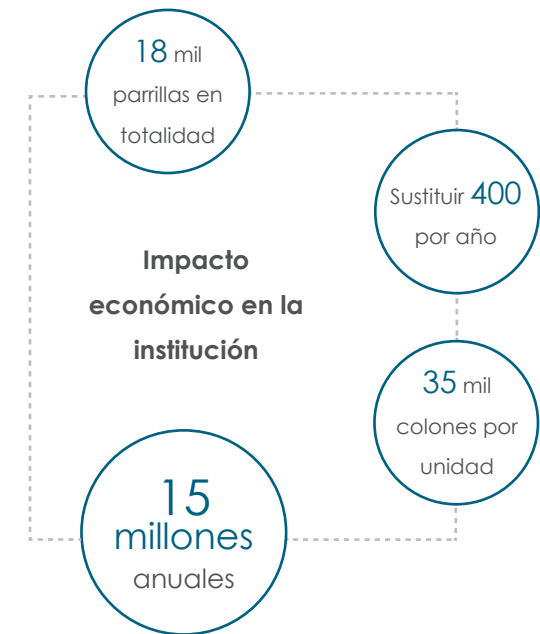 18 mil
parrillas en
totalidad
Sustituir 400
por año
Impacto
económico en la
institución
35 mil
colones por
unidad
15
millones
anuales